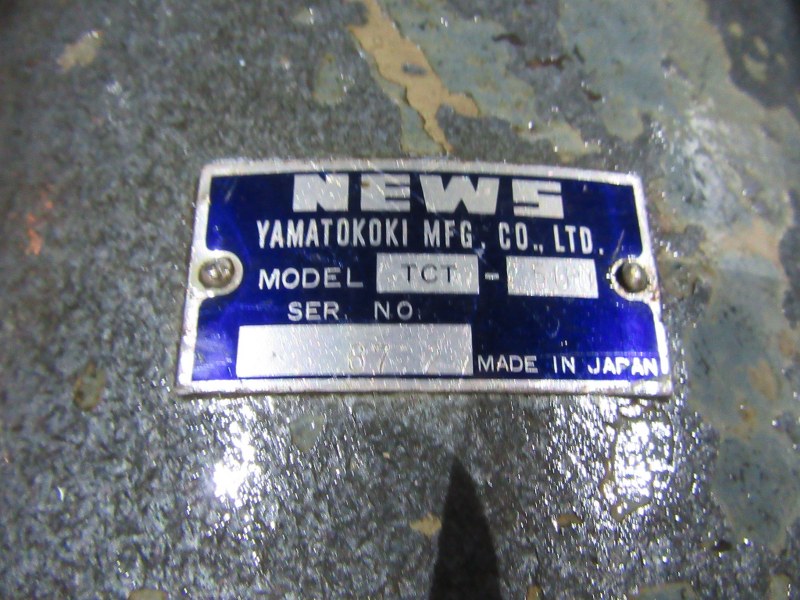 NEWS
YAMATOKOKI MFG. CO., LTD.
MODEL TCT -
SER. NO.
MADE IN JAPAN